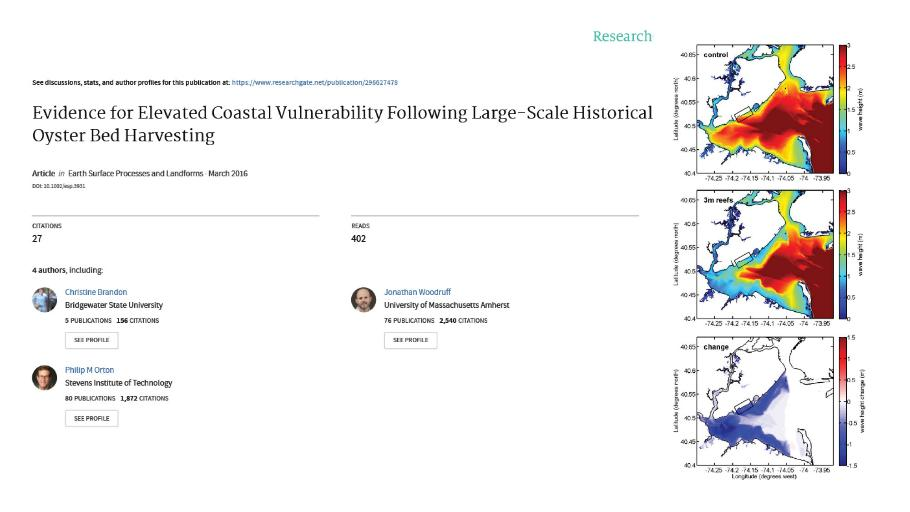 Research
See discussions, stats, and author profiles for this publication at: https://www.researchgate.net/publication/296627478
Evidence for Elevated Coastal Vulnerability Following Large-Scale Historical
Oyster Bed Harvesting
Article in Earth Surface Processes and Landforms · March 2016
DOI: 10.1002/esp.3931
CITATIONS
27
READS
402
4 authors, including:
Christine Brandon
Bridgewater State University
5 PUBLICATIONS 156 CITATIONS
SEE PROFILE
Jonathan Woodruff
University of Massachusetts Amherst
76 PUBLICATIONS 2,540 CITATIONS
SEE PROFILE
Philip M Orton
Stevens Institute of Technology
80 PUBLICATIONS 1,872 CITATIONS
SEE PROFILE
control
Latitude (degrees north)
40.65
40.6
40.55
40.5
40.45
40.4
-74.25 -74.2 -74.15 -74.1 -74.05 -74 -73.95
3
2.5
2
1.5
1
0.5
0
wave height (m)
3m reefs
Latitude (degrees north)
40.65
40.6
40.55
40.5
40.45
40.4
-74.25 -74.2 -74.15 -74.1 -74.05 -74 -73.95
3
2.5
2
1.5
1
0.5
0
wave height (m)
change
Latitude (degrees north)
40.65
40.6
40.55
40.5
40.45
40.4
-74.25 -74.2 -74.15 -74.1 -74.05 -74 -73.95
Longitude (degrees west)
1.5
1
0.5
0
-0.5
-1
-1.5
wave height change (m)